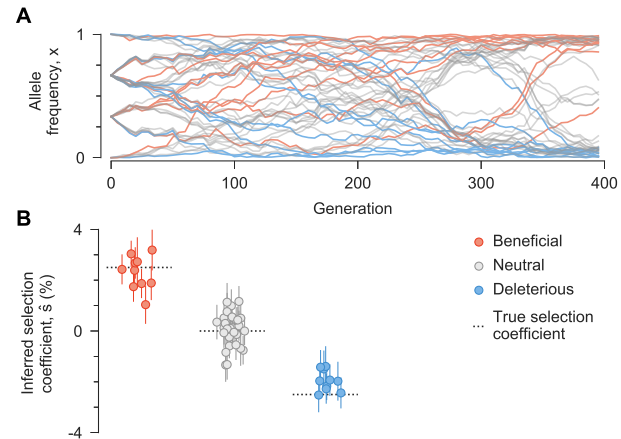 A
1
0
Allele
frequency, x
0
100
200
300
400
Generation
B
4
0
-4
Inferred selection
coefficient, ŝ (%)
Beneficial
Neutral
Deleterious
True selection
coefficient